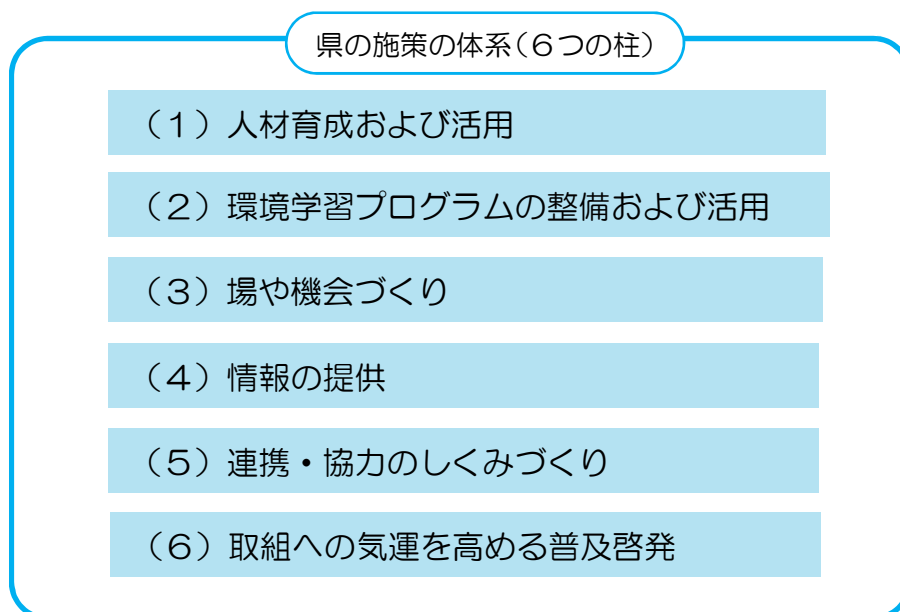 県の施策の体系(6つの柱)
(1)人材育成および活用
(2)環境学習プログラムの整備および活用
(3)場や機会づくり
(4)情報の提供
(5)連携・協力のしくみづくり
(6)取組への気運を高める普及啓発